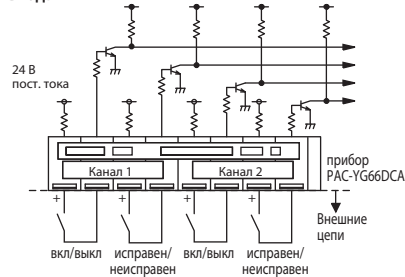 24 В
пост. тока
Канал 1
Канал 2
прибор
PAC-YG66DCA
+
+
+
+
Внешние
цепи
вкл/выкл
исправен/
неисправен
вкл/выкл
исправен/
неисправен